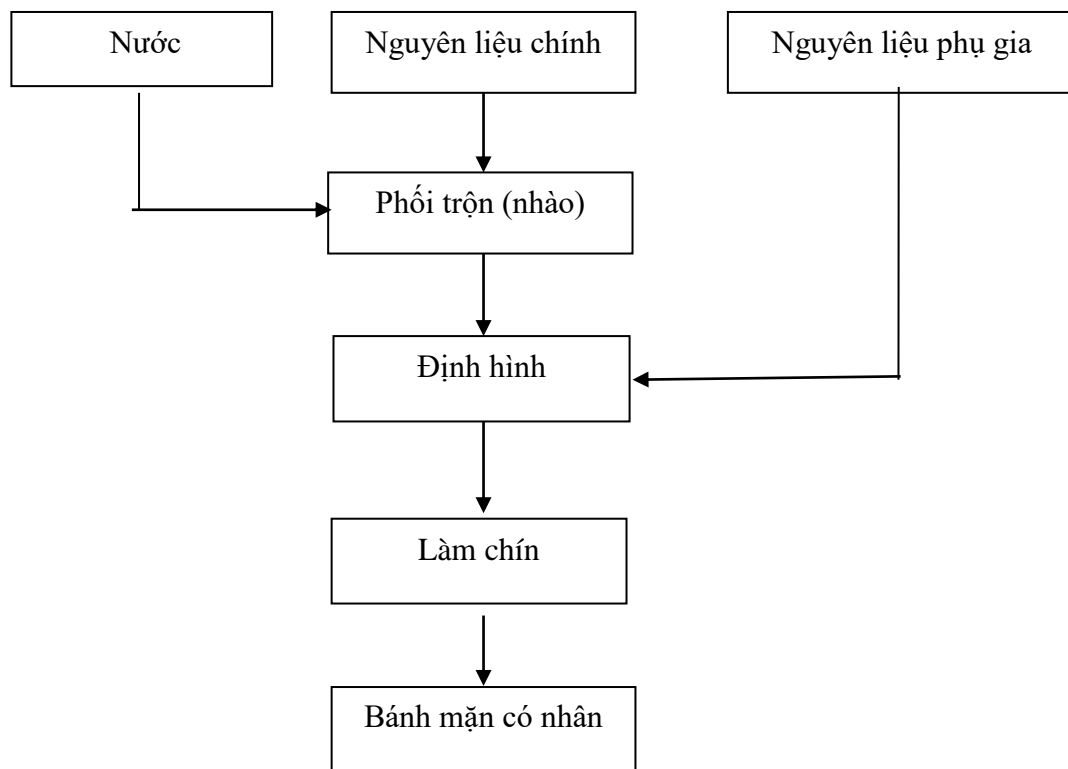 Nước
Nguyên liệu chính
Nguyên liệu phụ gia
Phối trộn (nhào)
Định hình
Làm chín
Bánh mặn có nhân